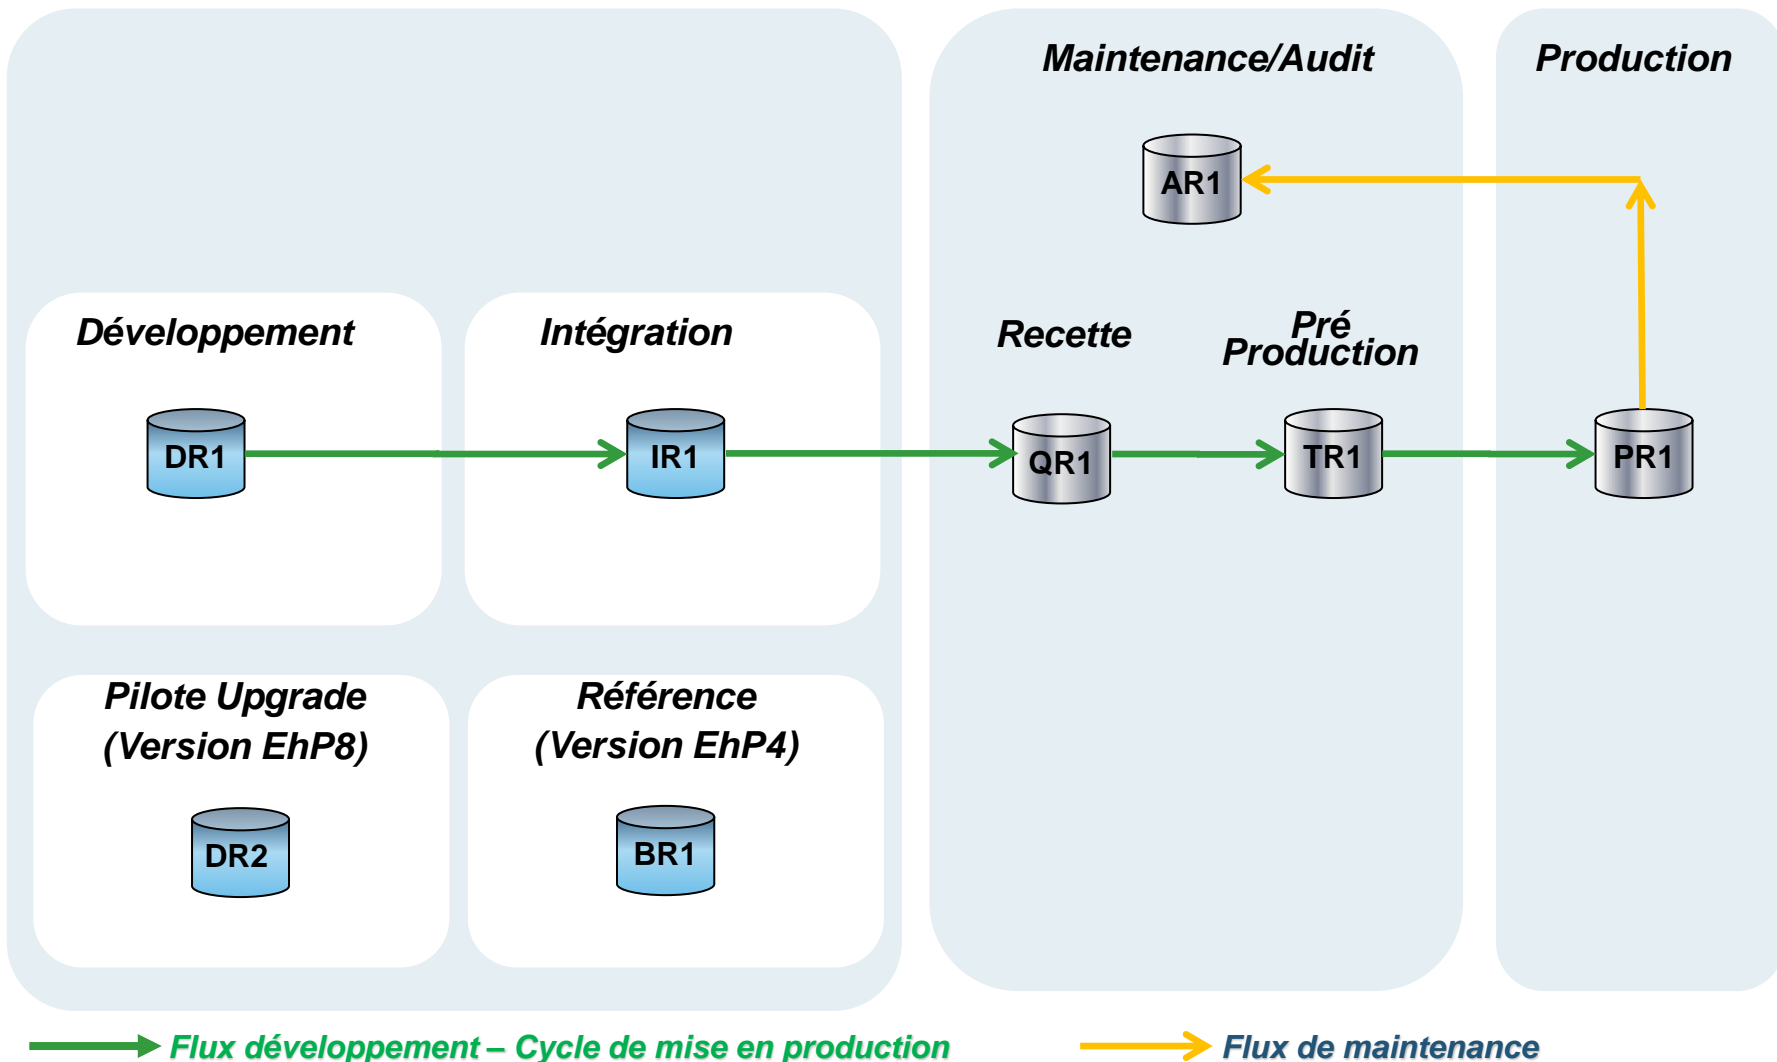 Maintenance/Audit
Production
AR1
Développement
Intégration
Recette
Pré
Production
DR1
IR1
QR1
TR1
PR1
Pilote Upgrade
(Version EhP8)
Référence
(Version EhP4)
DR2
BR1
Flux développement – Cycle de mise en production
Flux de maintenance